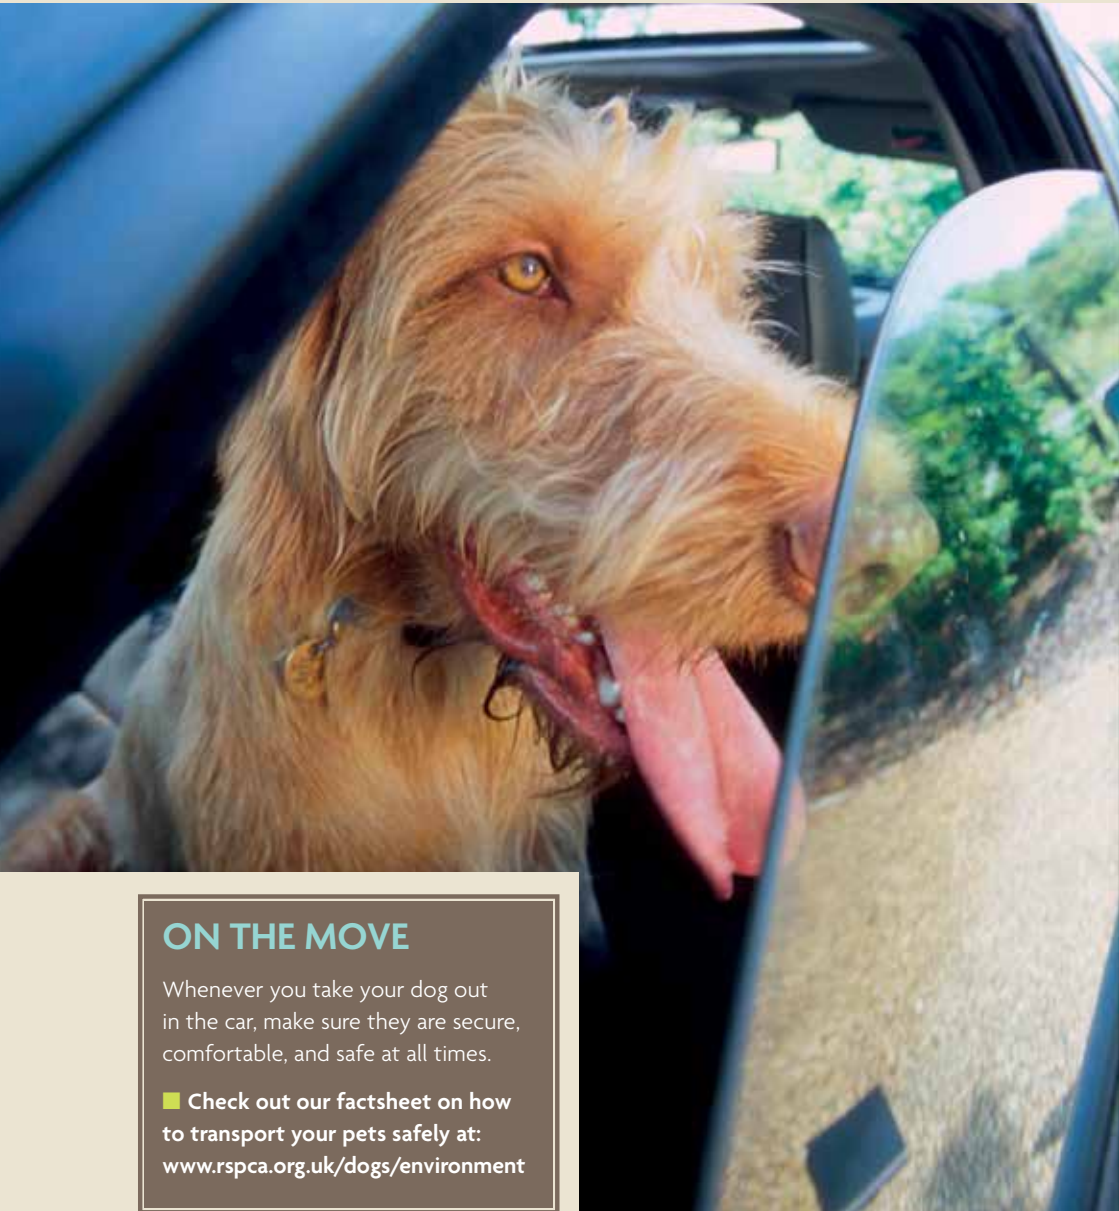 ON THE MOVE
Whenever you take your dog out
in the car, make sure they are secure,
comfortable, and safe at all times.
■ Check out our factsheet on how
to transport your pets safely at:
www.rspca.org.uk/dogs/environment